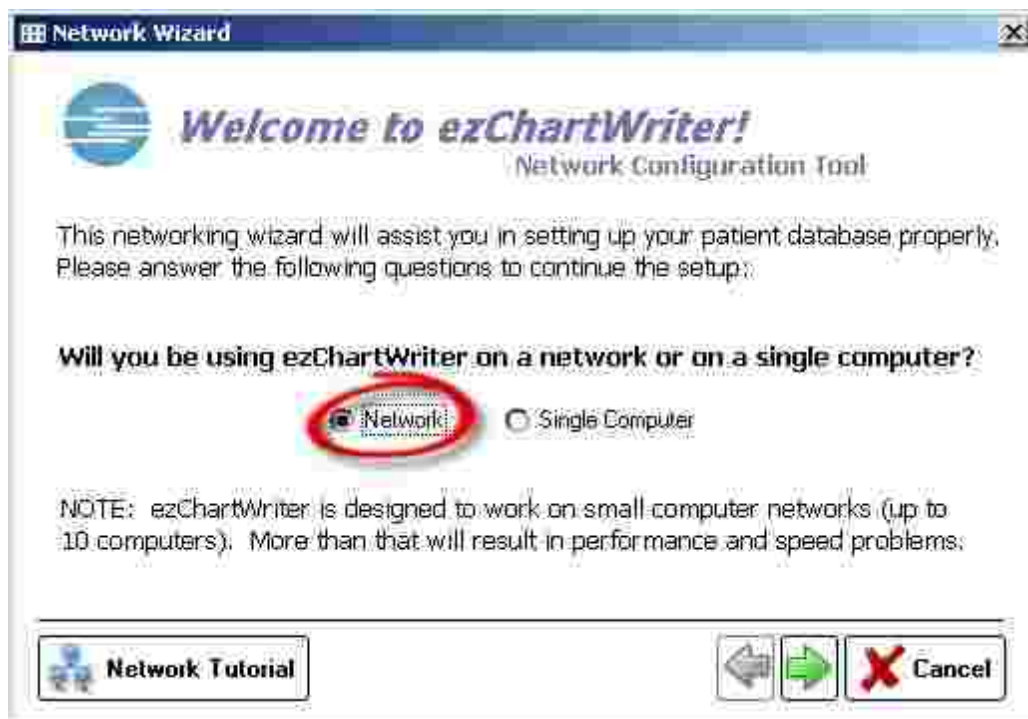 Network Wizard
Welcome to ezChartWriter!
Network Configuration Tool
This networking wizard will assist you in setting up your patient database properly.
Please answer the following questions to continue the setup:
Will you be using ezChartWriter on a network or on a single computer?
Network Single Computer
NOTE: ezChartWriter is designed to work on small computer networks (up to
10 computers). More than that will result in performance and speed problems.
Network Tutorial Cancel